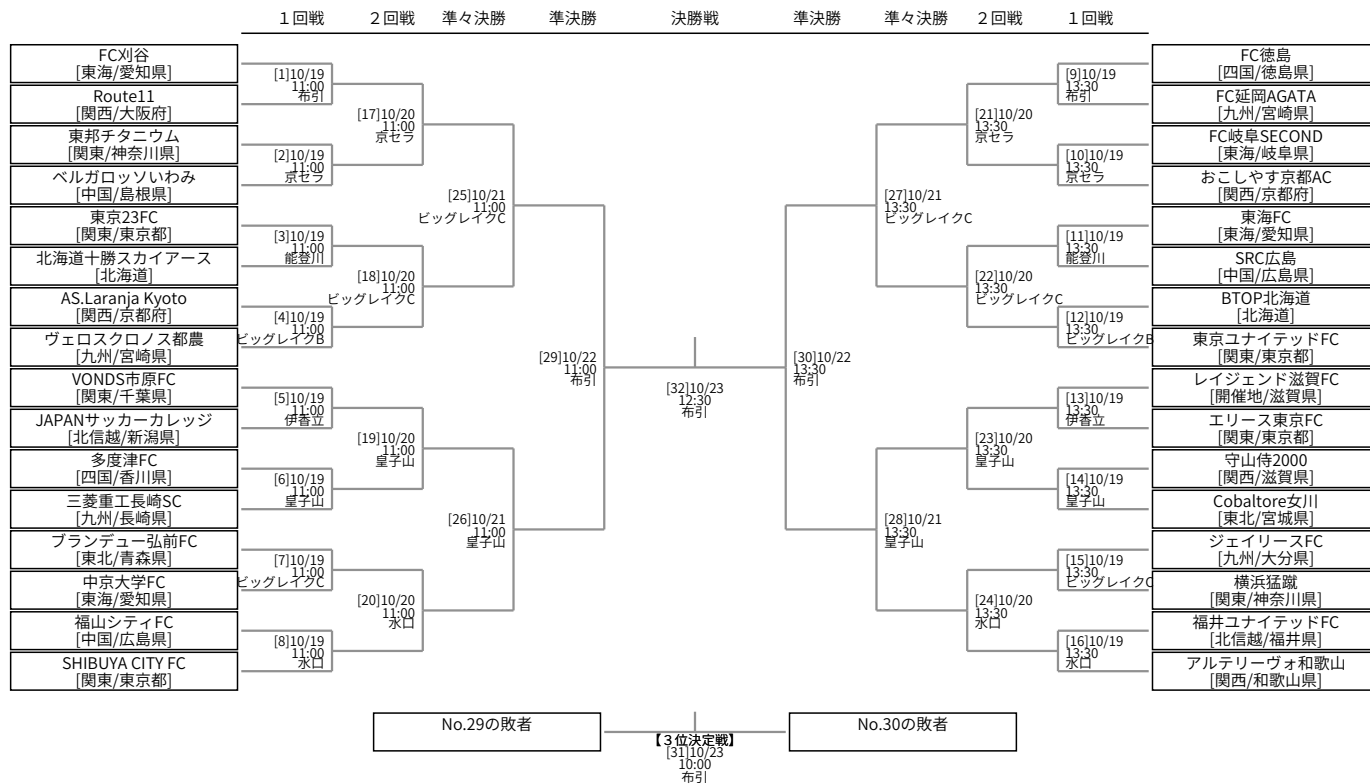 １回戦 ２回戦 準々決勝 準決勝 決勝戦 準決勝 準々決勝 ２回戦 １回戦
FC刈谷
[東海/愛知県]
Route11
[関西/大阪府]
東邦チタニウム
[関東/神奈川県]
ベルガロッソいわみ
[中国/島根県]
東京23FC
[関東/東京都]
北海道十勝スカイアース
[北海道]
AS.Laranja Kyoto
[関西/京都府]
ヴェロスクロノス都農
[九州/宮崎県]
VONDS市原FC
[関東/千葉県]
JAPANサッカーカレッジ
[北信越/新潟県]
多度津FC
[四国/香川県]
三菱重工長崎SC
[九州/長崎県]
ブランデュー弘前FC
[東北/青森県]
中京大学FC
[東海/愛知県]
福山シティFC
[中国/広島県]
SHIBUYA CITY FC
[関東/東京都]
[1]10/19
11:00
布引
[2]10/19
11:00
京セラ
[3]10/19
11:00
能登川
[4]10/19
11:00
ビッグレイクB
[5]10/19
11:00
伊香立
[6]10/19
11:00
皇子山
[7]10/19
11:00
ビッグレイクC
[8]10/19
11:00
水口
[17]10/20
11:00
京セラ
[18]10/20
11:00
ビッグレイクC
[19]10/20
11:00
皇子山
[20]10/20
11:00
水口
[25]10/21
11:00
ビッグレイクC
[26]10/21
11:00
皇子山
[29]10/22
11:00
布引
[32]10/23
12:30
布引
[30]10/22
13:30
布引
[27]10/21
13:30
ビッグレイクC
[28]10/21
13:30
皇子山
[21]10/20
13:30
京セラ
[22]10/20
13:30
ビッグレイクC
[23]10/20
13:30
皇子山
[24]10/20
13:30
水口
[9]10/19
13:30
布引
[10]10/19
13:30
京セラ
[11]10/19
13:30
能登川
[12]10/19
13:30
ビッグレイクB
[13]10/19
13:30
伊香立
[14]10/19
13:30
皇子山
[15]10/19
13:30
ビッグレイクC
[16]10/19
13:30
水口
FC徳島
[四国/徳島県]
FC延岡AGATA
[九州/宮崎県]
FC岐阜SECOND
[東海/岐阜県]
おこしやす京都AC
[関西/京都府]
東海FC
[東海/愛知県]
SRC広島
[中国/広島県]
BTOP北海道
[北海道]
東京ユナイテッドFC
[関東/東京都]
レイジェンド滋賀FC
[開催地/滋賀県]
エリース東京FC
[関東/東京都]
守山侍2000
[関西/滋賀県]
Cobaltore女川
[東北/宮城県]
ジェイリースFC
[九州/大分県]
横浜猛蹴
[関東/神奈川県]
福井ユナイテッドFC
[北信越/福井県]
アルテリーヴォ和歌山
[関西/和歌山県]
No.29の敗者
No.30の敗者
【３位決定戦】
[31]10/23
10:00
布引